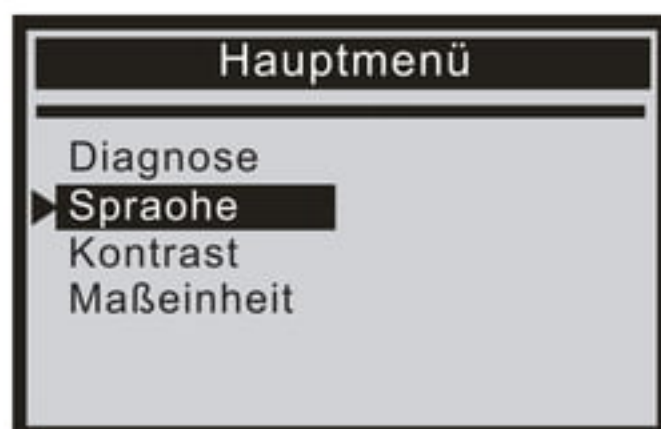 Hauptmenü
Diagnose
Spraohe
Kontrast
Maßeinheit